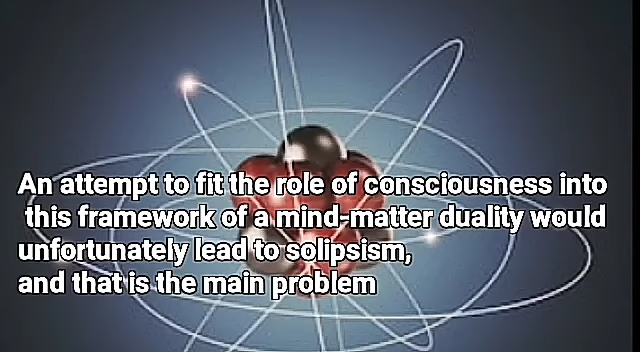 An attempt to fit the role of consciousness into
this framework of a mind-matter duality would
unfortunately lead to solipsism,
and that is the main problem